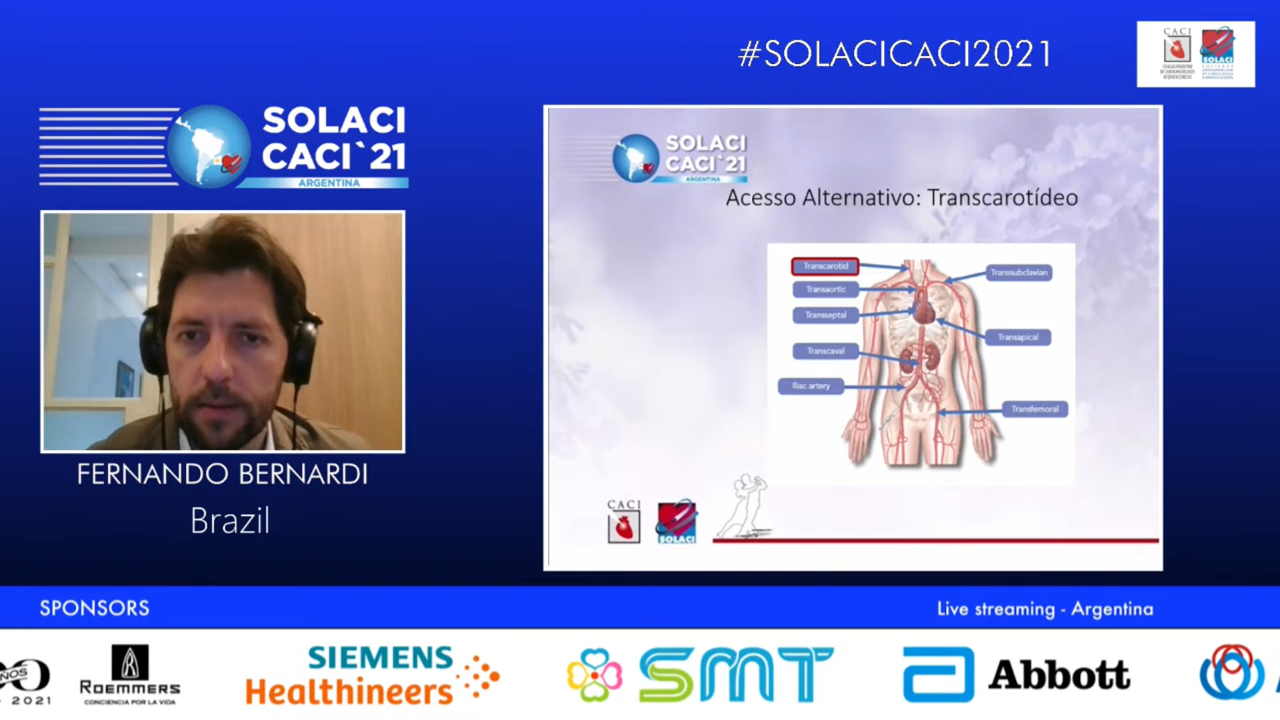 #SOLACICACI2021
CACI
SOLACI
SOLACI
CACI`21
ARGENTINA
FERNANDO BERNARDI
Brazil
SOLACI
CACI`21
ARGENTINA
Acesso Alternativo: Transcarotídeo
Transcarotid
Transsubclavian
Transaortic
Transseptal
Transapical
Transcaval
Iliac artery
Transfemoral
CACI
SOLACI
SPONSORS
Live streaming - Argentina
2021
ROEMMERS
CONCIENCIA POR LA VIDA
SIEMENS
Healthineers
SMT
Abbott